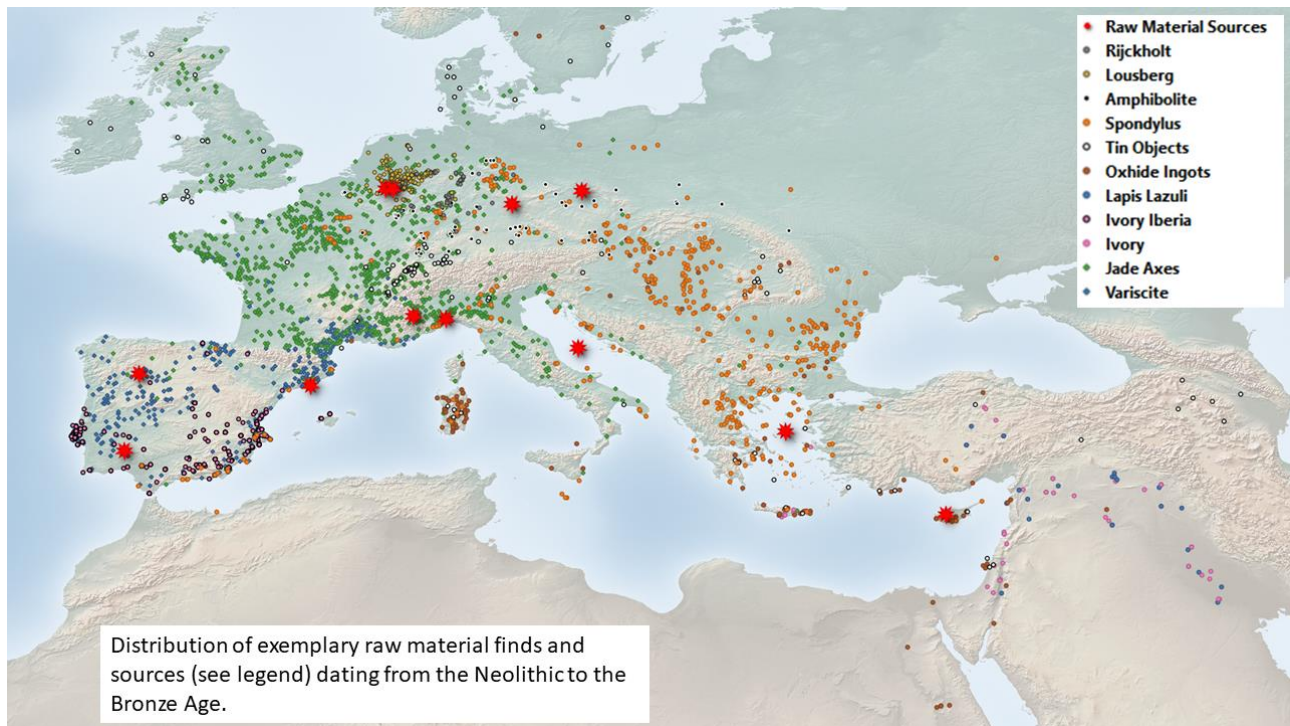 Raw Material Sources
Rijckholt
Lousberg
Amphibolite
Spondylus
Tin Objects
Oxhide Ingots
Lapis Lazuli
Ivory Iberia
Ivory
Jade Axes
Variscite
Distribution of exemplary raw material finds and
sources (see legend) dating from the Neolithic to the
Bronze Age.